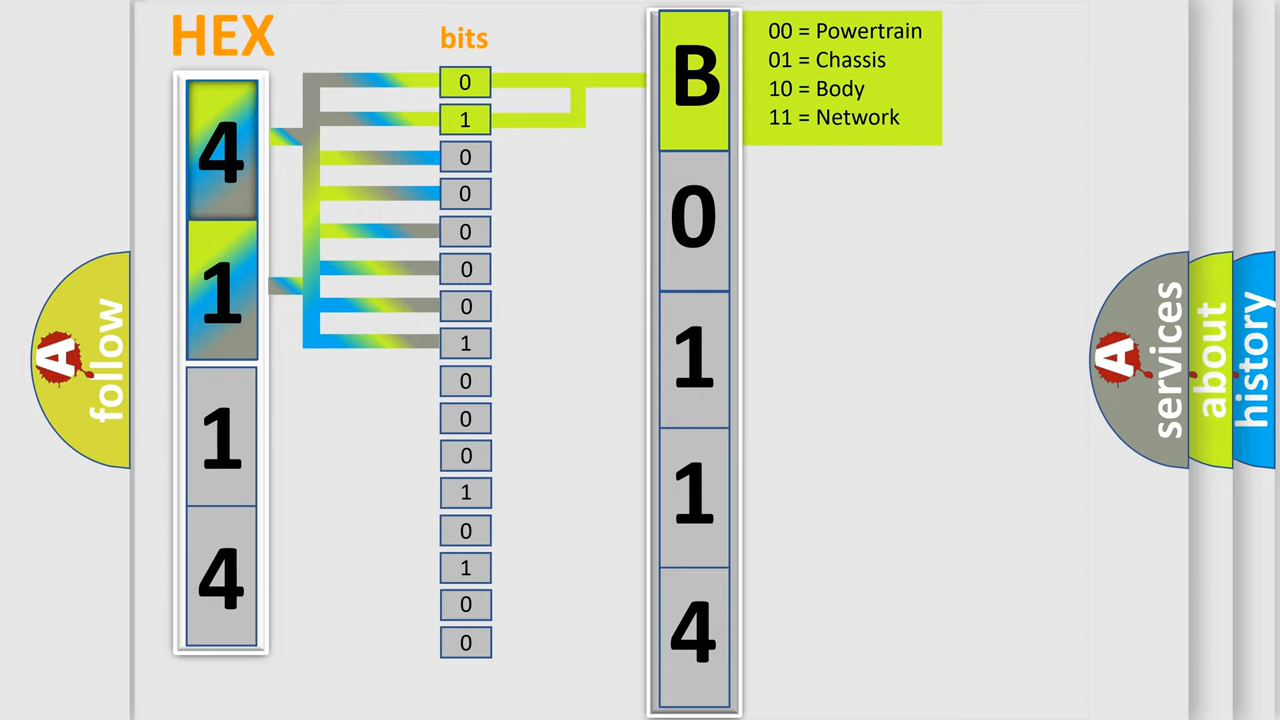 HEX
bits
4
1
1
4
0
1
0
0
0
0
0
1
0
0
0
1
0
1
0
0
B
0
1
1
4
00 = Powertrain
01 = Chassis
10 = Body
11 = Network
A follow
A services
about
history